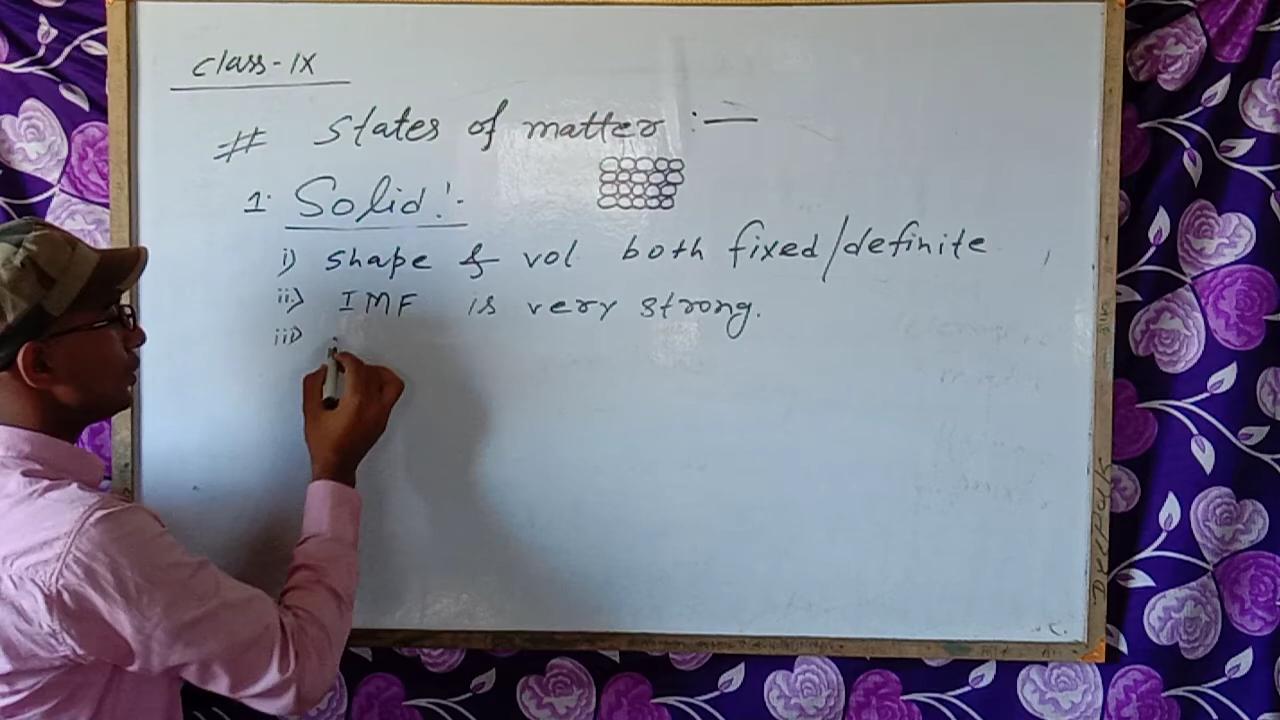 Class-IX
# States of matter :—
1. Solid :-
i) shape & vol both fixed/definite
ii) IMF is very strong.
iii)